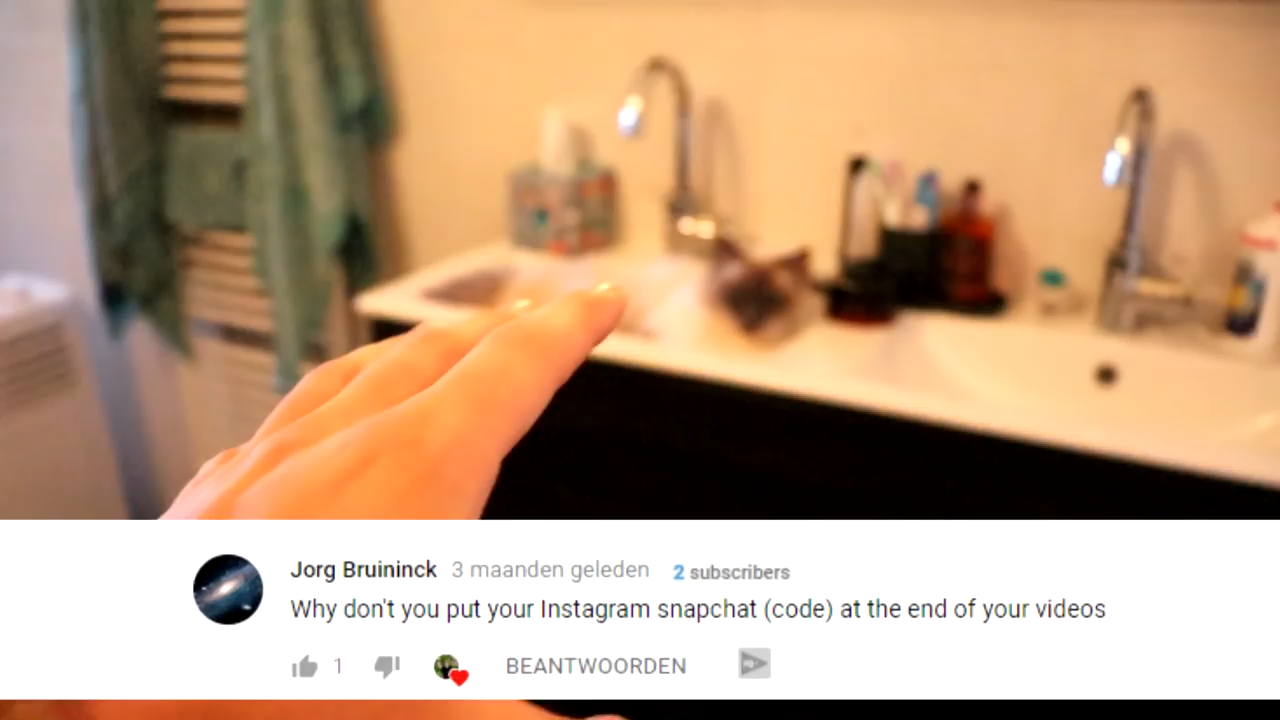 Jorg Bruininck 3 maanden geleden 2 subscribers
Why don't you put your Instagram snapchat (code) at the end of your videos
1 BEANTWOORDEN